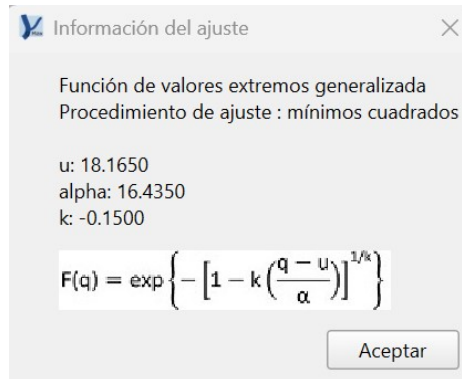 Información del ajuste
Función de valores extremos generalizada
Procedimiento de ajuste : mínimos cuadrados
u: 18.1650
alpha: 16.4350
k: -0.1500
F(q) = exp{-[1 - k((q - u)/α)]^1/k}
Aceptar